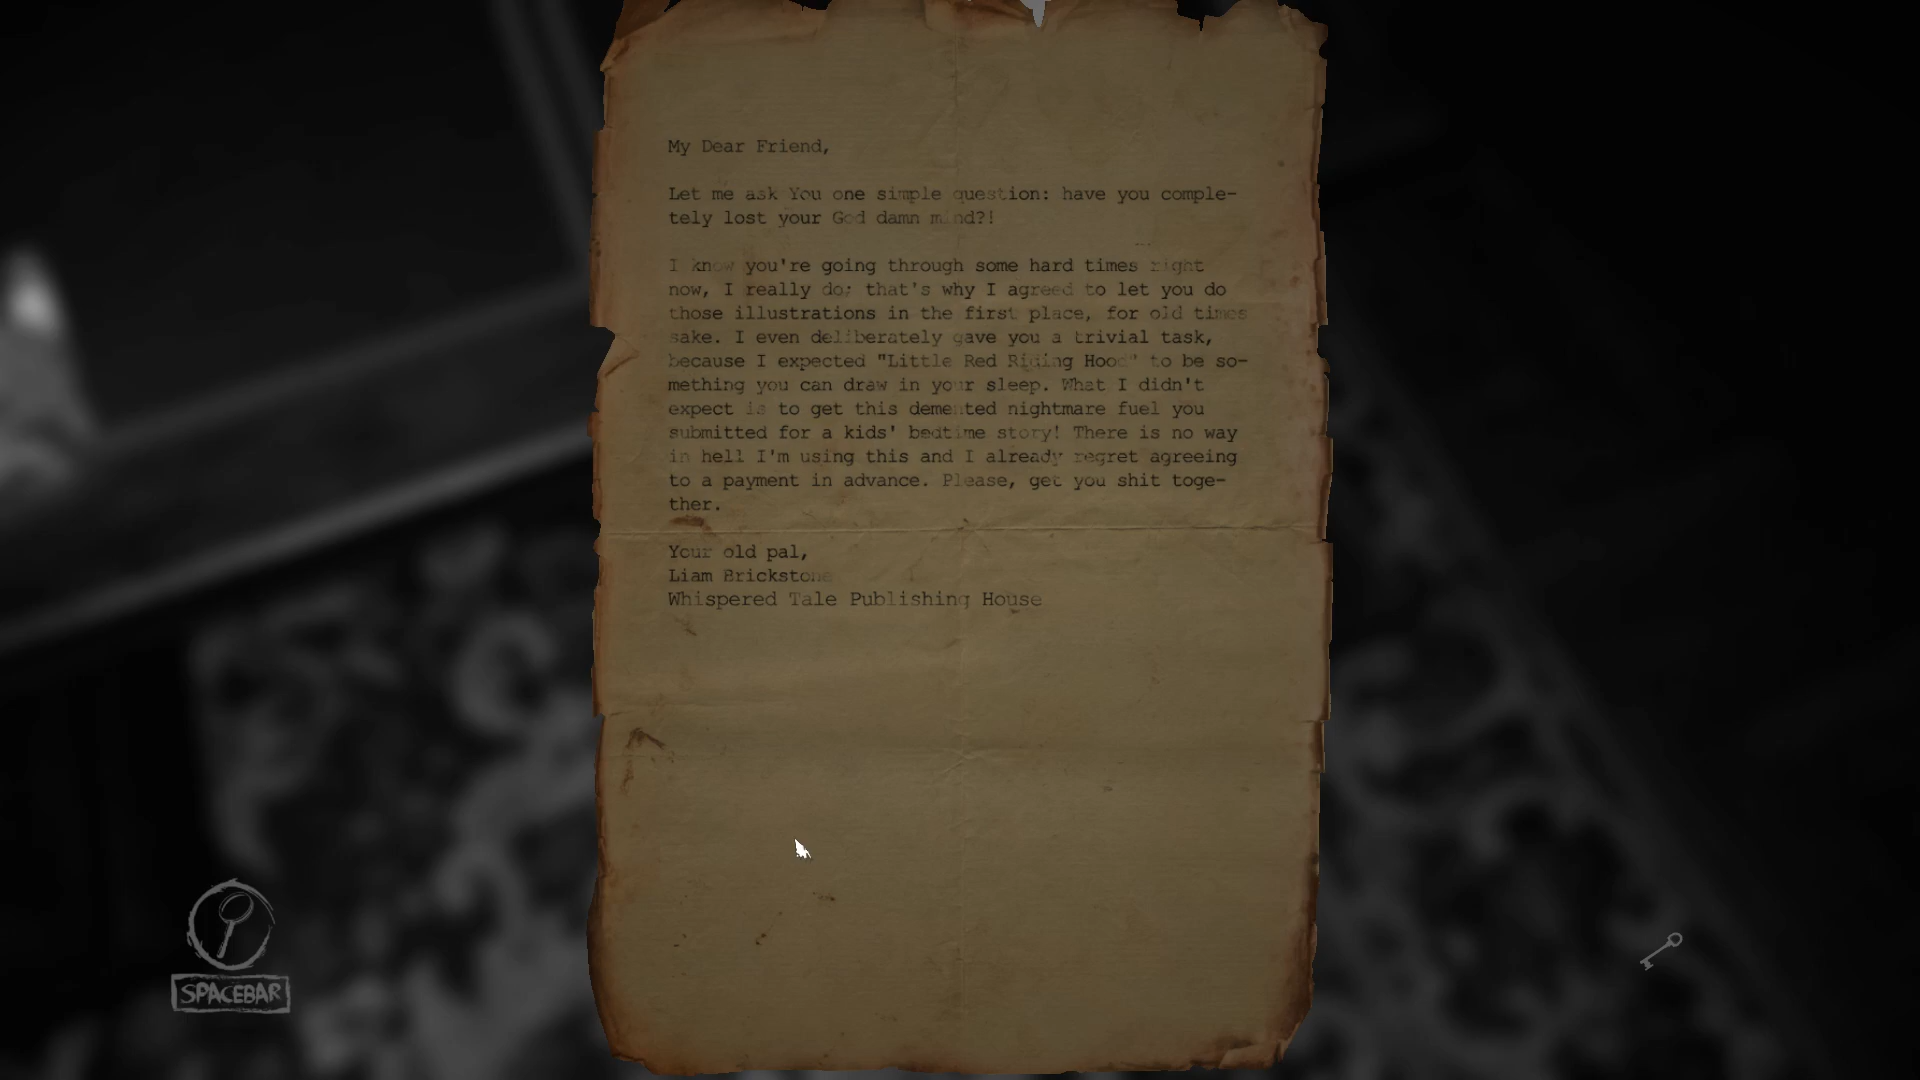 My Dear Friend,
Let me ask You one simple question: have you comple-
tely lost your God damn mind?!
I know you're going through some hard times right
now, I really do; that's why I agreed to let you do
those illustrations in the first place, for old times
sake. I even deliberately gave you a trivial task,
because I expected "Little Red Riding Hood" to be so-
mething you can draw in your sleep. What I didn't
expect is to get this demented nightmare fuel you
submitted for a kids' bedtime story! There is no way
in hell I'm using this and I already regret agreeing
to a payment in advance. Please, get you shit toge-
ther.
Your old pal,
Liam Brickstone
Whispered Tale Publishing House
SPACEBAR